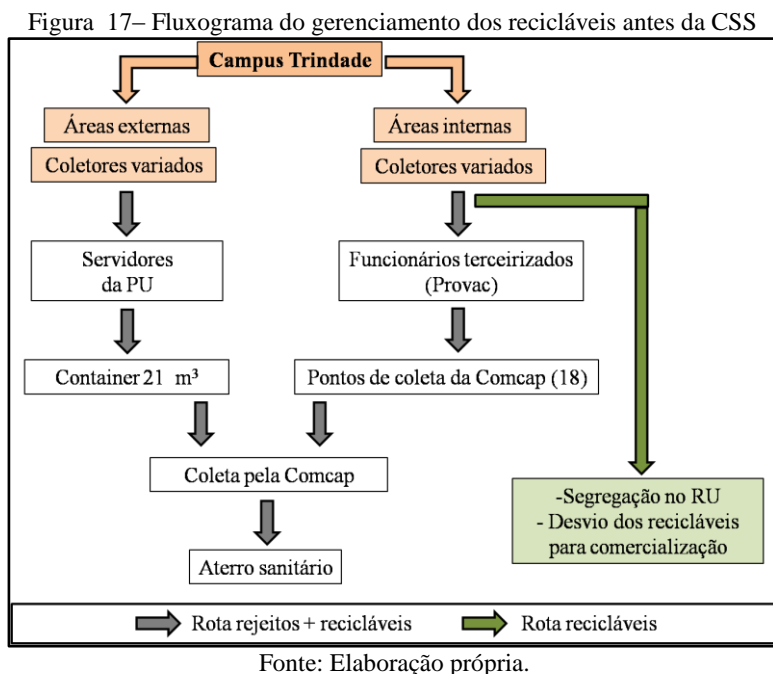 Figura 17– Fluxograma do gerenciamento dos recicláveis antes da CSS
Campus Trindade
Áreas externas
Coletores variados
Áreas internas
Coletores variados
Servidores
da PU
Funcionários terceirizados
(Provac)
Container 21 m³
Pontos de coleta da Comcap (18)
Coleta pela Comcap
Aterro sanitário
-Segregação no RU
- Desvio dos recicláveis
para comercialização
Rota rejeitos + recicláveis
Rota recicláveis
Fonte: Elaboração própria.